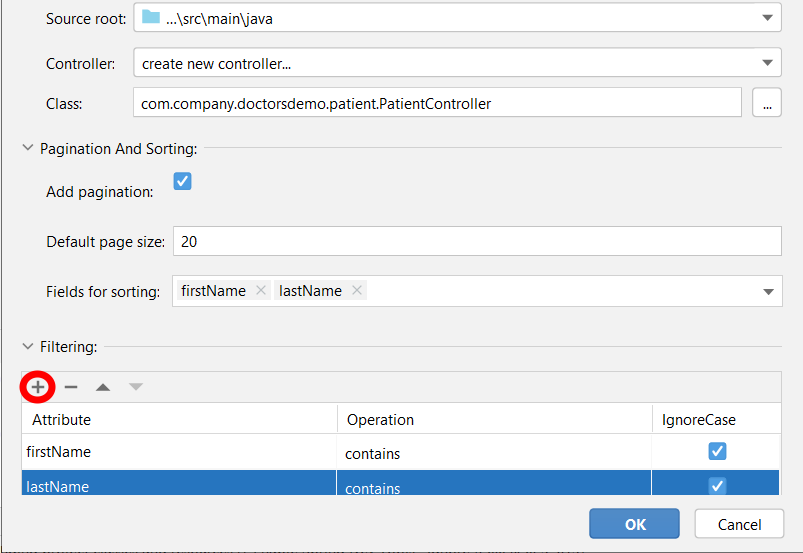 Source root: ...\src\main\java
Controller: create new controller...
Class: com.company.doctorsdemo.patient.PatientController ...
Pagination And Sorting:
Add pagination:
Default page size: 20
Fields for sorting: firstName lastName
Filtering:
Attribute Operation IgnoreCase
firstName contains
lastName contains
OK Cancel